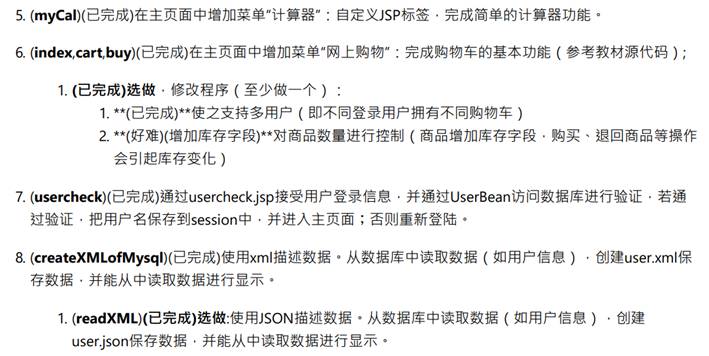 5. (myCal)(已完成)在主页面中增加菜单“计算器”：自定义JSP标签，完成简单的计算器功能。
6. (index,cart,buy)(已完成)在主页面中增加菜单“网上购物”：完成购物车的基本功能（参考教材源代码）;
1. (已完成)选做，修改程序（至少做一个）：
1. **(已完成)**使之支持多用户（即不同登录用户拥有不同购物车）
2. **(好难)(增加库存字段)**对商品数量进行控制（商品增加库存字段，购买、退回商品等操作
会引起库存变化）
7. (usercheck)(已完成)通过usercheck.jsp接受用户登录信息，并通过UserBean访问数据库进行验证，若通
过验证，把用户名保存到session中，并进入主页面；否则重新登陆。
8. (createXMLofMysql)(已完成)使用xml描述数据。从数据库中读取数据（如用户信息），创建user.xml保
存数据，并能从中读取数据进行显示。
1. (readXML)(已完成)选做:使用JSON描述数据。从数据库中读取数据（如用户信息），创建
user.json保存数据，并能从中读取数据进行显示。